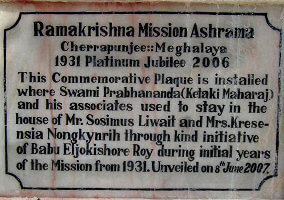 Ramakrishna Mission Ashrama
Cherrapunjee::Meghalaya
1931 Platinum Jubilee 2006
This Commemorative Plaque is installed
where Swami Prabhananda(Ketaki Maharaj)
and his associates used to stay in the
house of Mr. Sosimus Liwait and Mrs. Krese-
nsia Nongkynrih through kind initiative
of Babu Eljokishore Roy during initial years
of the Mission from 1931. Unveiled on 8th June 2007.